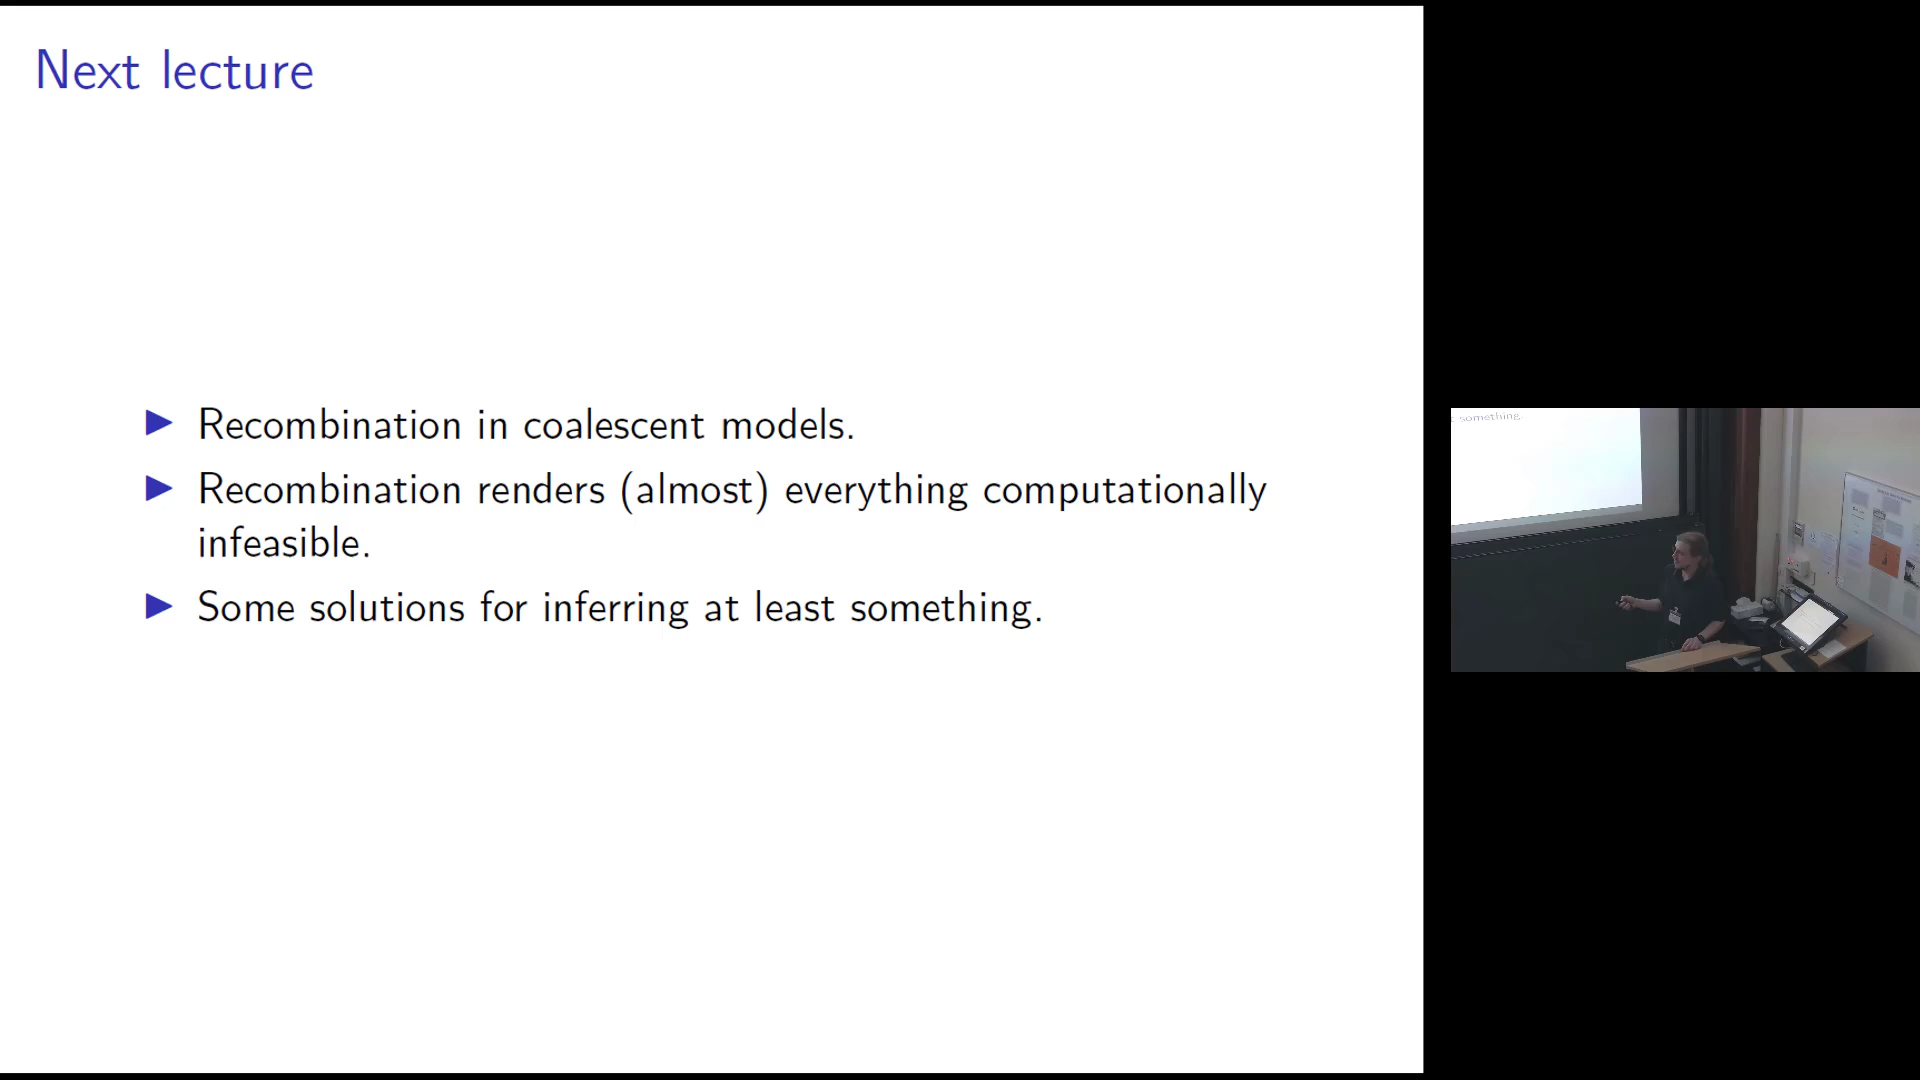 Next lecture
Recombination in coalescent models.
Recombination renders (almost) everything computationally
infeasible.
Some solutions for inferring at least something.
something.